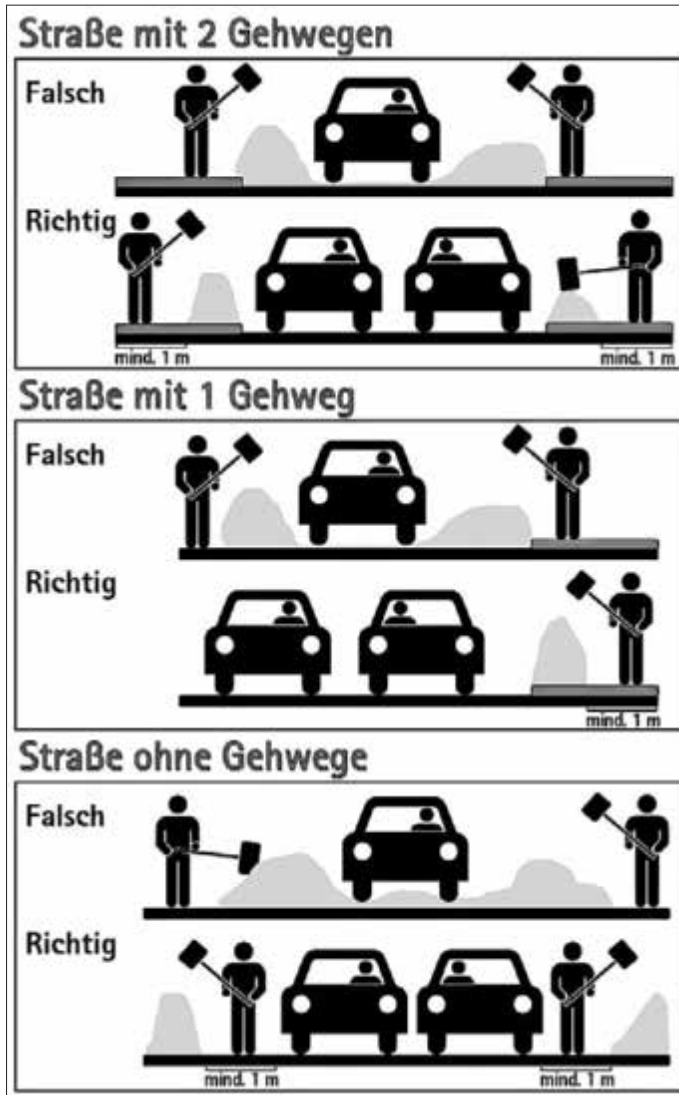 Straße mit 2 Gehwegen
Falsch
Richtig
mind. 1 m
mind. 1 m
Straße mit 1 Gehweg
Falsch
Richtig
mind. 1 m
Straße ohne Gehwege
Falsch
Richtig
mind. 1 m
mind. 1 m